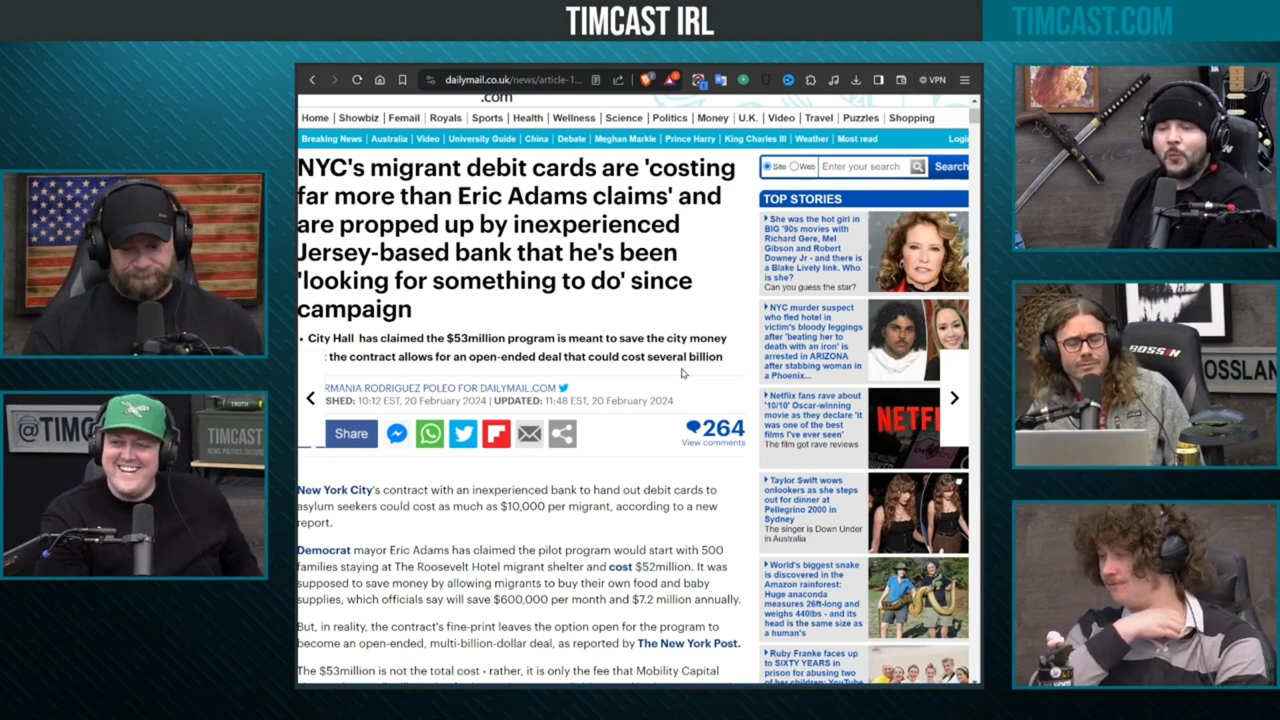 TIMCAST IRL
TIMCAST.COM
dailymail.co.uk/news/article-1...
VPN
.com
Home | Showbiz | Femail | Royals | Sports | Health | Wellness | Science | Politics | Money | U.K. | Video | Travel | Puzzles | Shopping
Breaking News | Australia | Video | University Guide | China | Debate | Meghan Markle | Prince Harry | King Charles III | Weather | Most read
Logi
NYC's migrant debit cards are 'costing
far more than Eric Adams claims' and
are propped up by inexperienced
Jersey-based bank that he's been
'looking for something to do' since
campaign
• City Hall has claimed the $53million program is meant to save the city money
: the contract allows for an open-ended deal that could cost several billion
RMANIA RODRIGUEZ POLEO FOR DAILYMAIL.COM
SHED: 10:12 EST, 20 February 2024 | UPDATED: 11:48 EST, 20 February 2024
Share
264
View comments
New York City's contract with an inexperienced bank to hand out debit cards to
asylum seekers could cost as much as $10,000 per migrant, according to a new
report.
Democrat mayor Eric Adams has claimed the pilot program would start with 500
families staying at The Roosevelt Hotel migrant shelter and cost $52million. It was
supposed to save money by allowing migrants to buy their own food and baby
supplies, which officials say will save $600,000 per month and $7.2 million annually.
But, in reality, the contract's fine-print leaves the option open for the program to
become an open-ended, multi-billion-dollar deal, as reported by The New York Post.
The $53million is not the total cost - rather, it is only the fee that Mobility Capital
Site Web Enter your search Search
TOP STORIES
She was the hot girl in
BIG '90s movies with
Richard Gere, Mel
Gibson and Robert
Downey Jr - and there is
a Blake Lively link. Who
is she?
Can you guess the star?
NYC murder suspect
who fled hotel in
victim's bloody leggings
after 'beating her to
death with an iron' is
arrested in ARIZONA
after stabbing woman in
a Phoenix...
Netflix fans rave about
'10/10' Oscar-winning
movie as they declare 'it
was one of the best
films I've ever seen'
The film got rave reviews
NETF
Taylor Swift wows
onlookers as she steps
out for dinner at
Pellegrino 2000 in
Sydney
The singer is Down Under
in Australia
World's biggest snake
is discovered in the
Amazon rainforest:
Huge anaconda
measures 26ft-long and
weighs 440lbs - and its
head is the same size as
a human's
Ruby Franke faces up
to SIXTY YEARS in
prison for abusing two
of her children: YouTube
@TIMC
TRUTH
TIMCAST
BOSSIN
OSSLAN